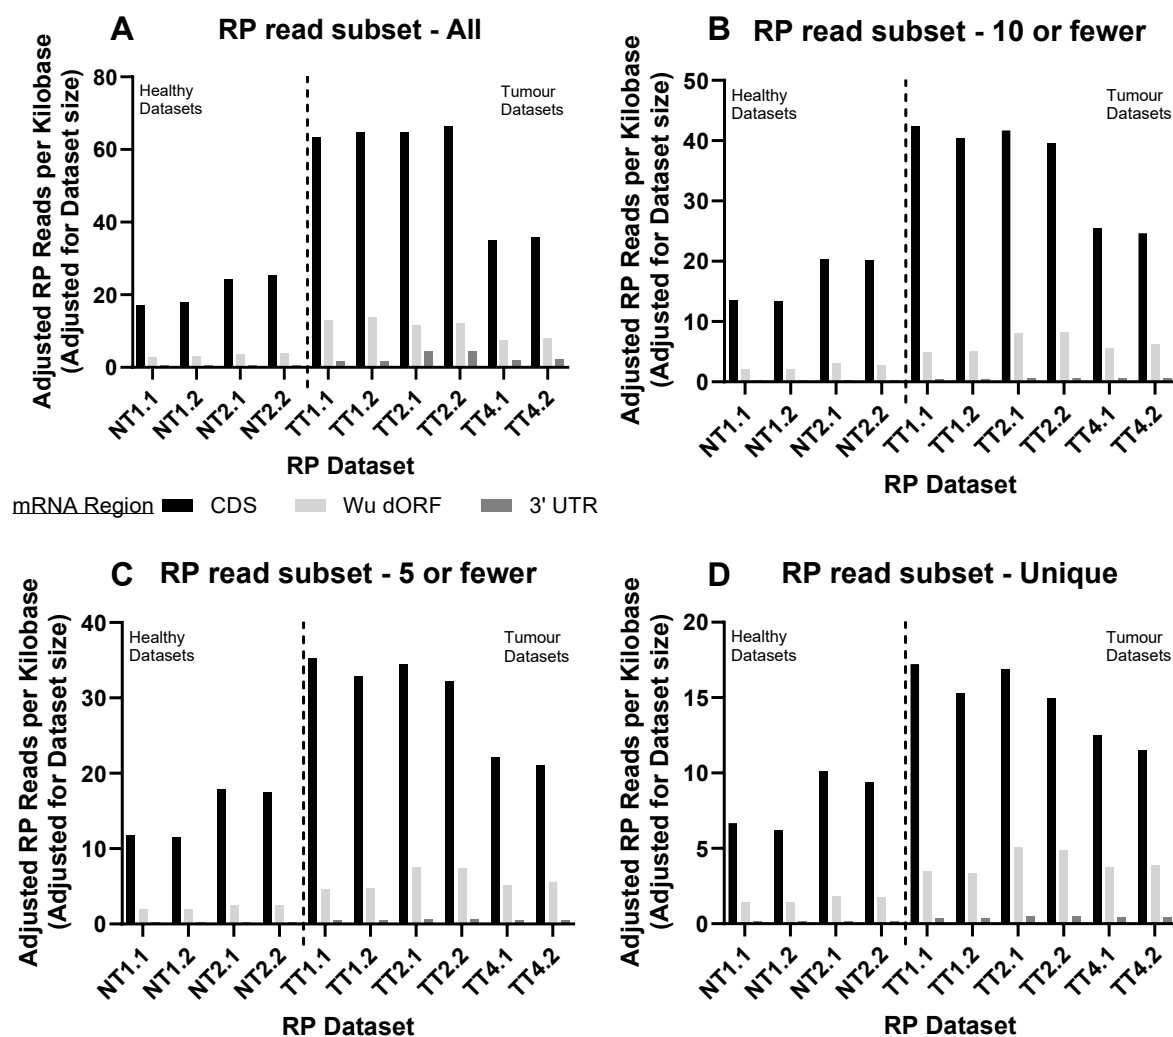 A RP read subset - All
Adjusted RP Reads per Kilobase
(Adjusted for Dataset size)
80
60
40
20
0
Healthy
Datasets
Tumour
Datasets
NT1.1 NT1.2 NT2.1 NT2.2 TT1.1 TT1.2 TT2.1 TT2.2 TT4.1 TT4.2
RP Dataset
B RP read subset - 10 or fewer
Adjusted RP Reads per Kilobase
(Adjusted for Dataset size)
50
40
30
20
10
0
Healthy
Datasets
Tumour
Datasets
NT1.1 NT1.2 NT2.1 NT2.2 TT1.1 TT1.2 TT2.1 TT2.2 TT4.1 TT4.2
RP Dataset
mRNA Region CDS Wu dORF 3' UTR
C RP read subset - 5 or fewer
Adjusted RP Reads per Kilobase
(Adjusted for Dataset size)
40
30
20
10
0
Healthy
Datasets
Tumour
Datasets
NT1.1 NT1.2 NT2.1 NT2.2 TT1.1 TT1.2 TT2.1 TT2.2 TT4.1 TT4.2
RP Dataset
D RP read subset - Unique
Adjusted RP Reads per Kilobase
(Adjusted for Dataset size)
20
15
10
5
0
Healthy
Datasets
Tumour
Datasets
NT1.1 NT1.2 NT2.1 NT2.2 TT1.1 TT1.2 TT2.1 TT2.2 TT4.1 TT4.2
RP Dataset